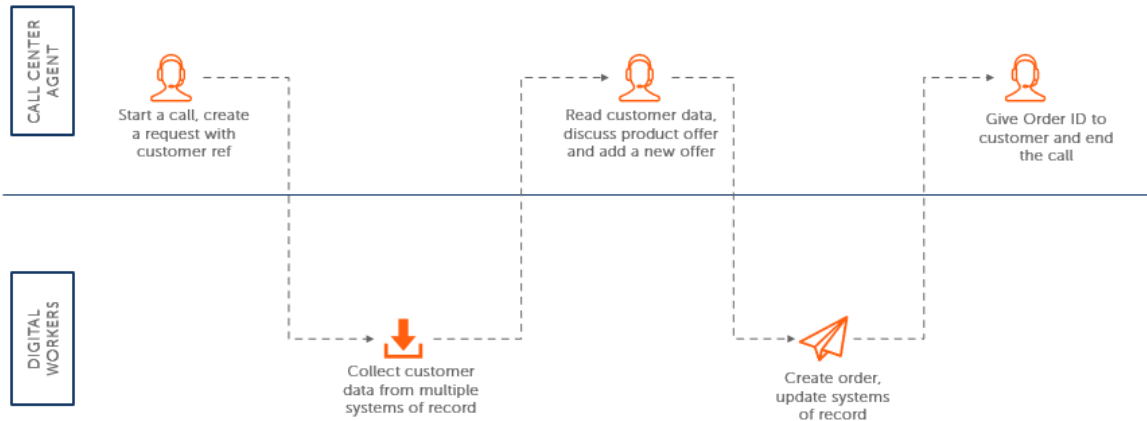 CALL CENTER
AGENT
Start a call, create
a request with
customer ref
Read customer data,
discuss product offer
and add a new offer
Give Order ID to
customer and end
the call
DIGITAL
WORKERS
Collect customer
data from multiple
systems of record
Create order,
update systems
of record